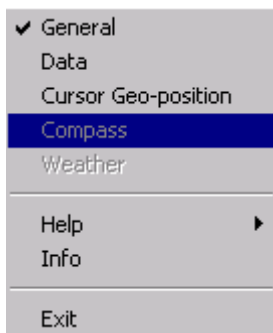 General
Data
Cursor Geo-position
Compass
Weather
Help
Info
Exit